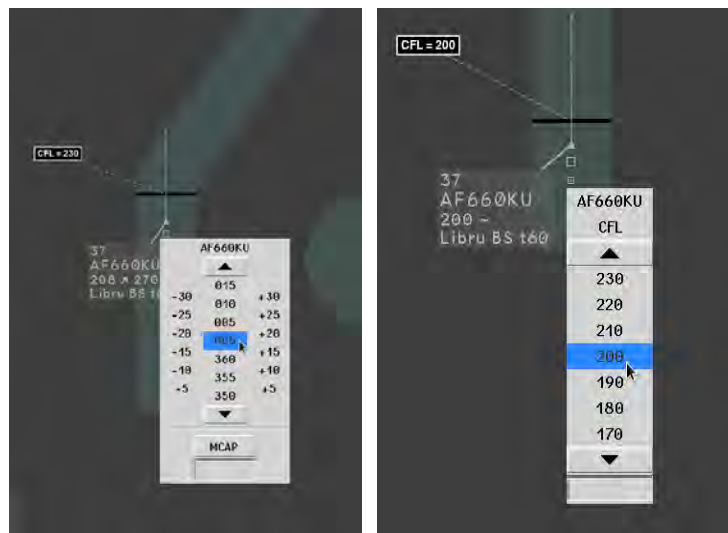 CFL = 230
37
AF660KU
208 ↗ 270
Libru BS
AF660KU
015
-30 010 +30
-25 005 +25
-20 +20
-15 360 +15
-10 355 +10
-5 350 +5
MCAP
CFL = 200
37
AF660KU
200 -
Libru BS t60
AF660KU
CFL
230
220
210
200
190
180
170